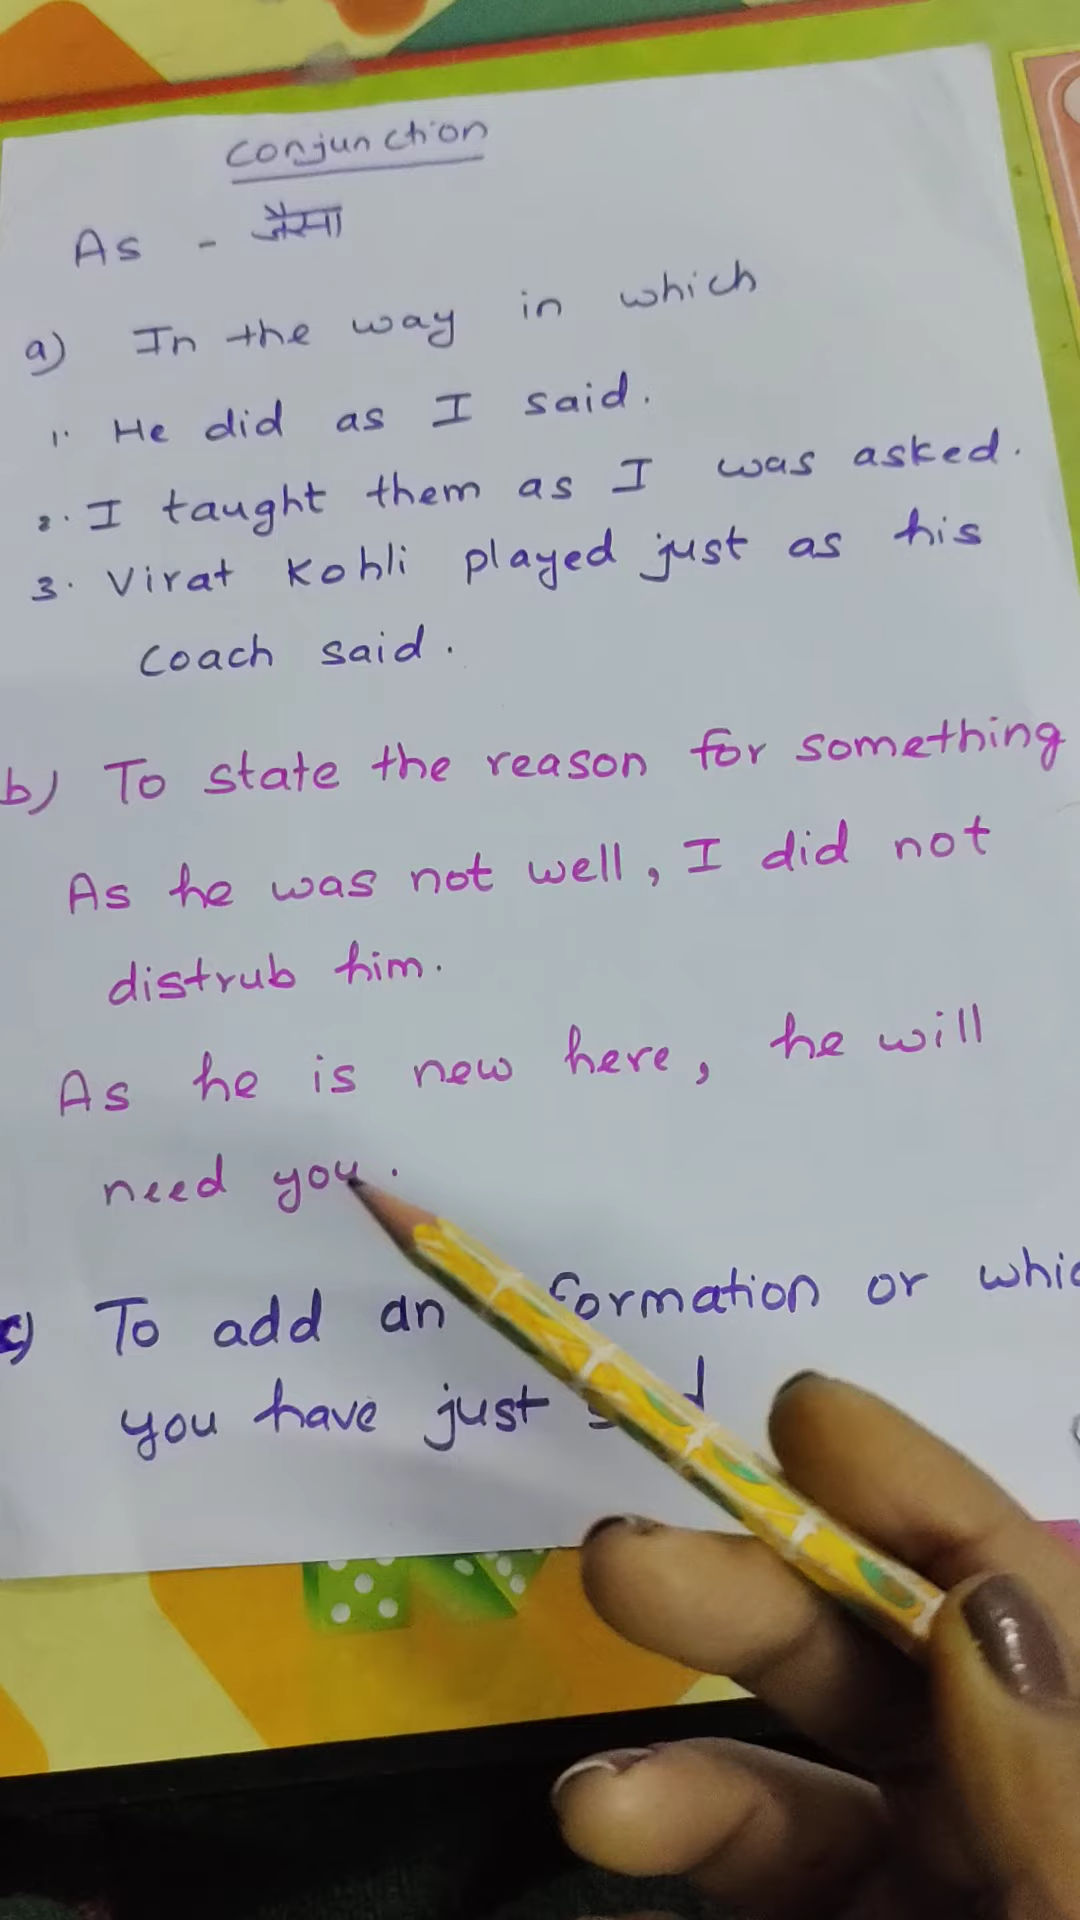 Conjunction
As - जैसा
a) In the way in which
1. He did as I said.
2. I taught them as I was asked.
3. Virat Kohli played just as his
coach said.
b) To state the reason for something
As he was not well, I did not
distrub him.
As he is new here, he will
need you.
c) To add an or
you have just